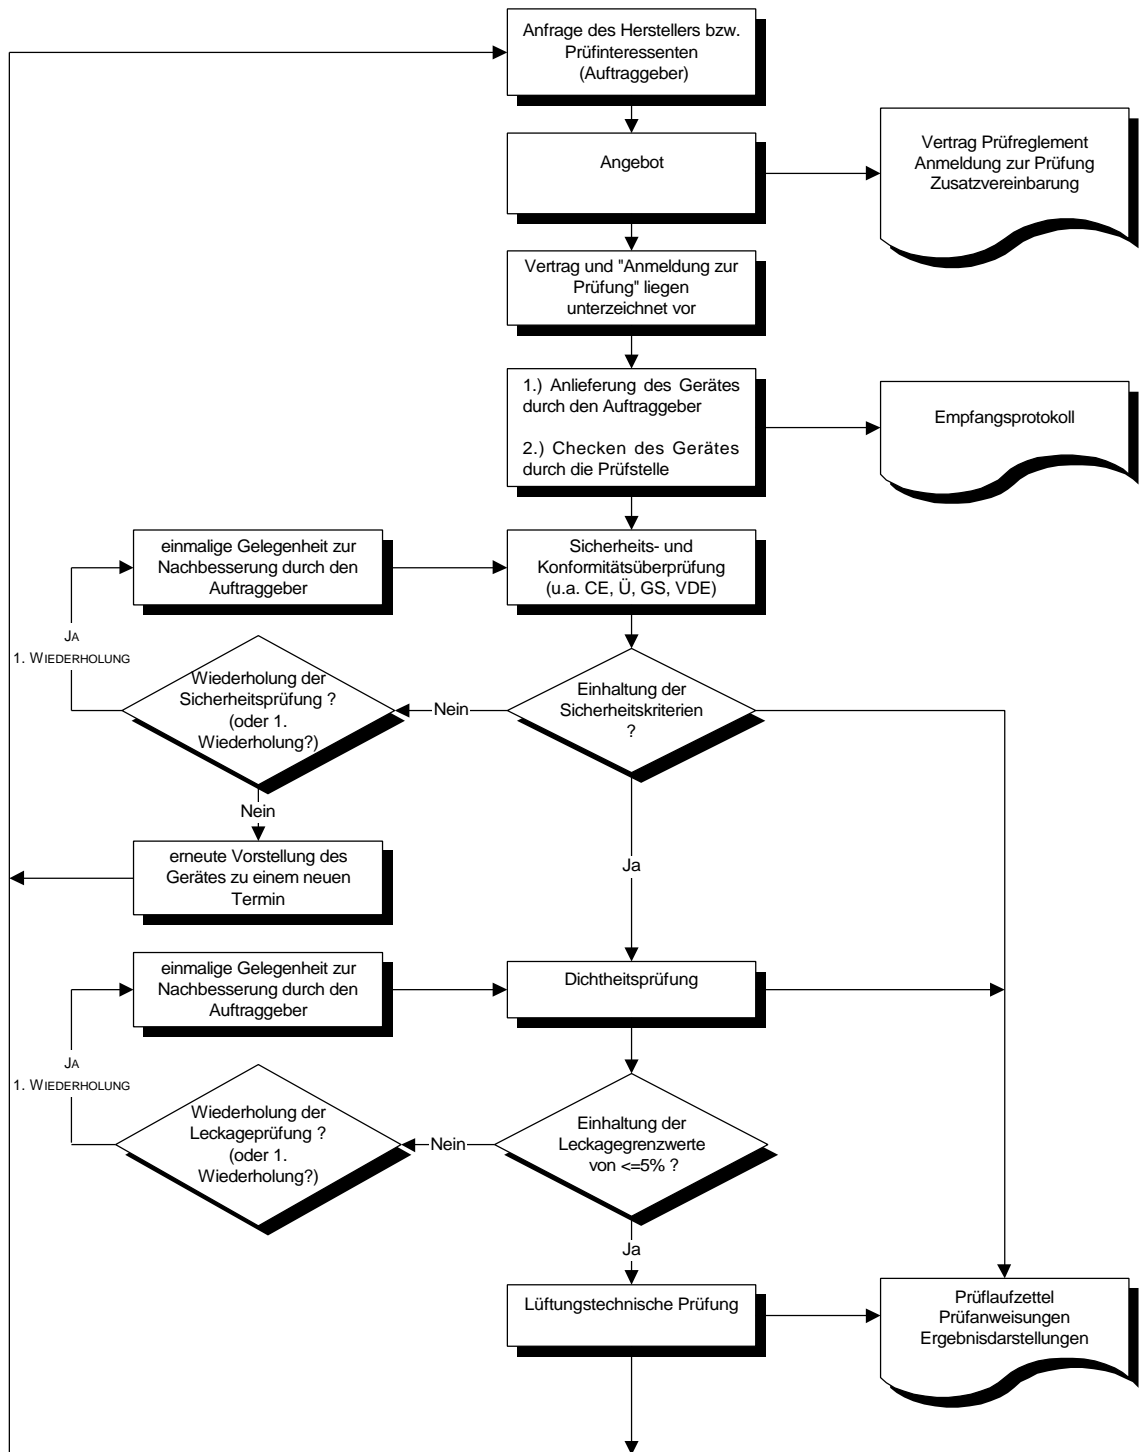 Anfrage des Herstellers bzw.
Prüfinteressenten
(Auftraggeber)
Angebot
Vertrag Prüfreglement
Anmeldung zur Prüfung
Zusatzvereinbarung
Vertrag und "Anmeldung zur
Prüfung" liegen
unterzeichnet vor
1.) Anlieferung des Gerätes
durch den Auftraggeber
2.) Checken des Gerätes
durch die Prüfstelle
Empfangsprotokoll
einmalige Gelegenheit zur
Nachbesserung durch den
Auftraggeber
Sicherheits- und
Konformitätsüberprüfung
(u.a. CE, Ü, GS, VDE)
JA
1. WIEDERHOLUNG
Wiederholung der
Sicherheitsprüfung ?
(oder 1.
Wiederholung?)
Nein
Einhaltung der
Sicherheitskriterien
?
Nein
Ja
erneute Vorstellung des
Gerätes zu einem neuen
Termin
einmalige Gelegenheit zur
Nachbesserung durch den
Auftraggeber
Dichtheitsprüfung
JA
1. WIEDERHOLUNG
Wiederholung der
Leckageprüfung ?
(oder 1.
Wiederholung?)
Nein
Einhaltung der
Leckagegrenzwerte
von <=5% ?
Ja
Lüftungstechnische Prüfung
Prüflaufzettel
Prüfanweisungen
Ergebnisdarstellungen